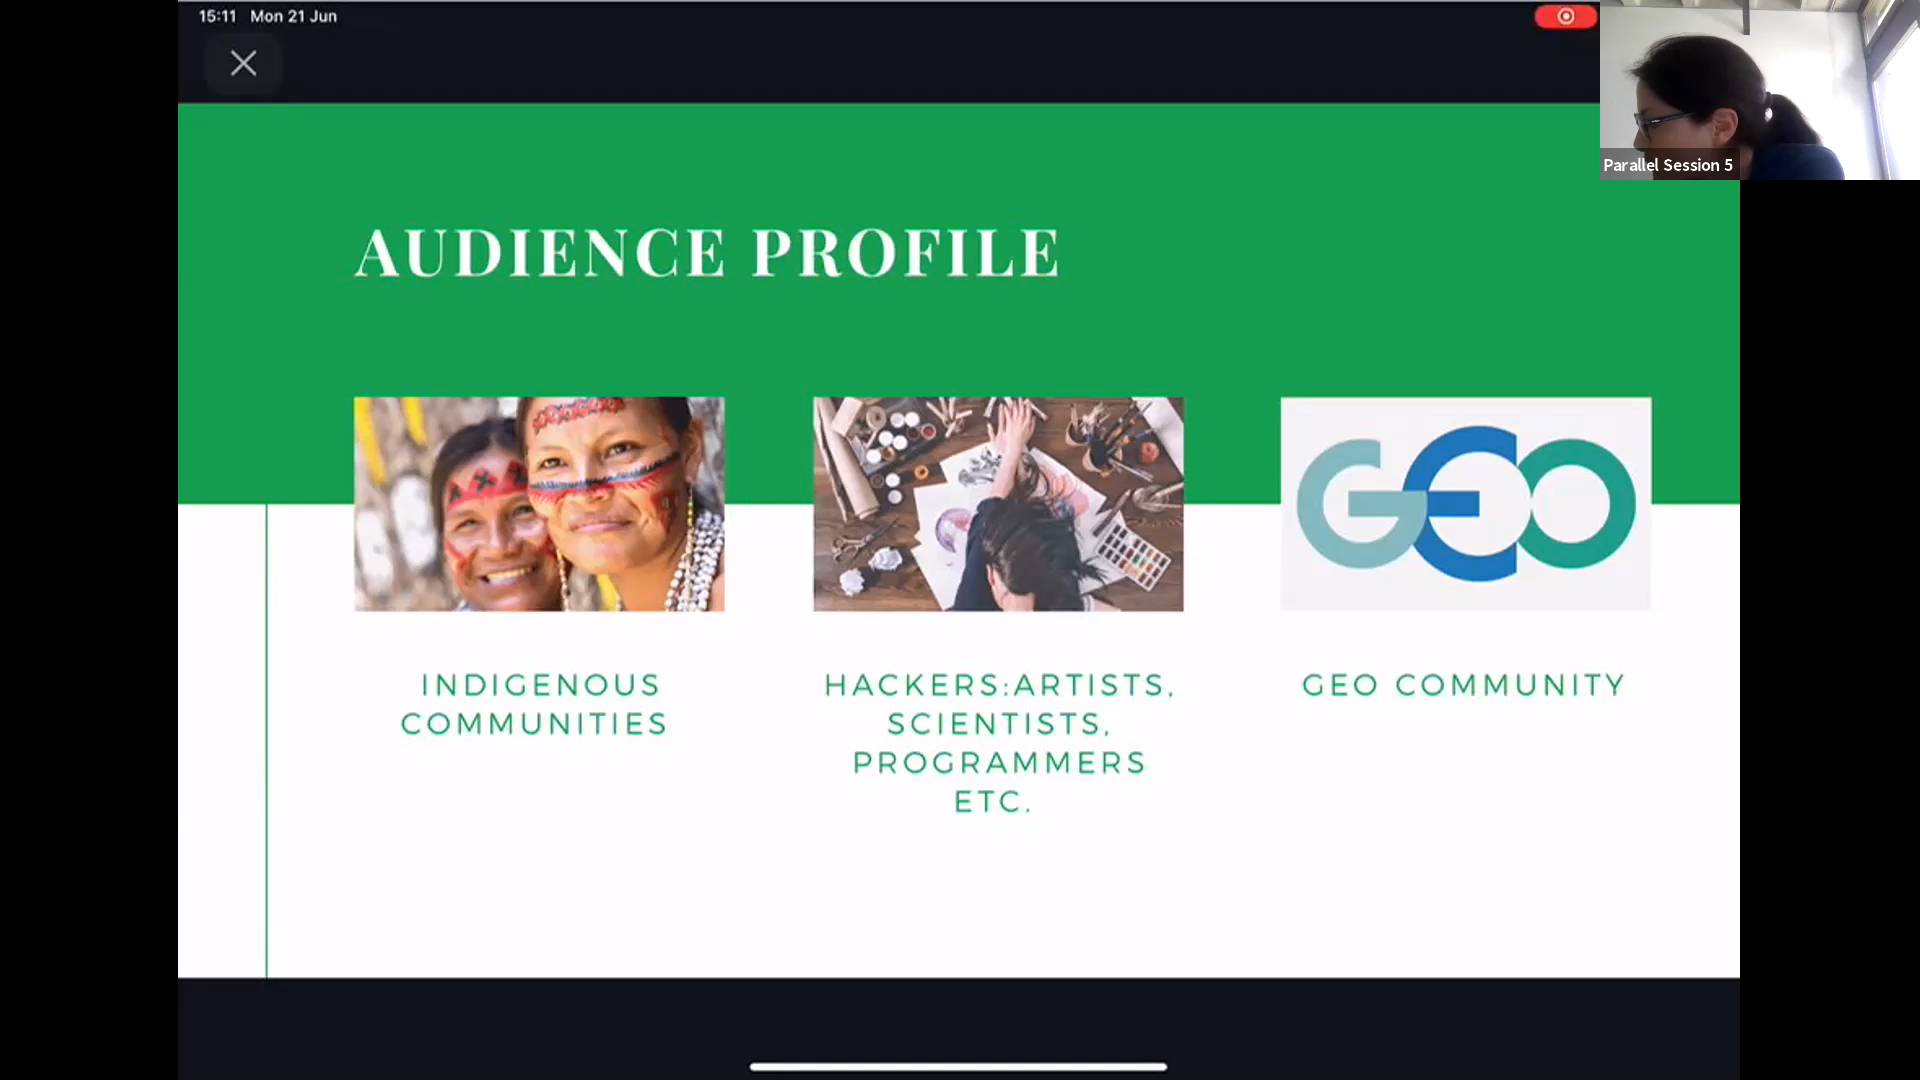 15:11 Mon 21 Jun
Parallel Session 5
AUDIENCE PROFILE
GEO
INDIGENOUS
COMMUNITIES
HACKERS:ARTISTS,
SCIENTISTS,
PROGRAMMERS
ETC.
GEO COMMUNITY